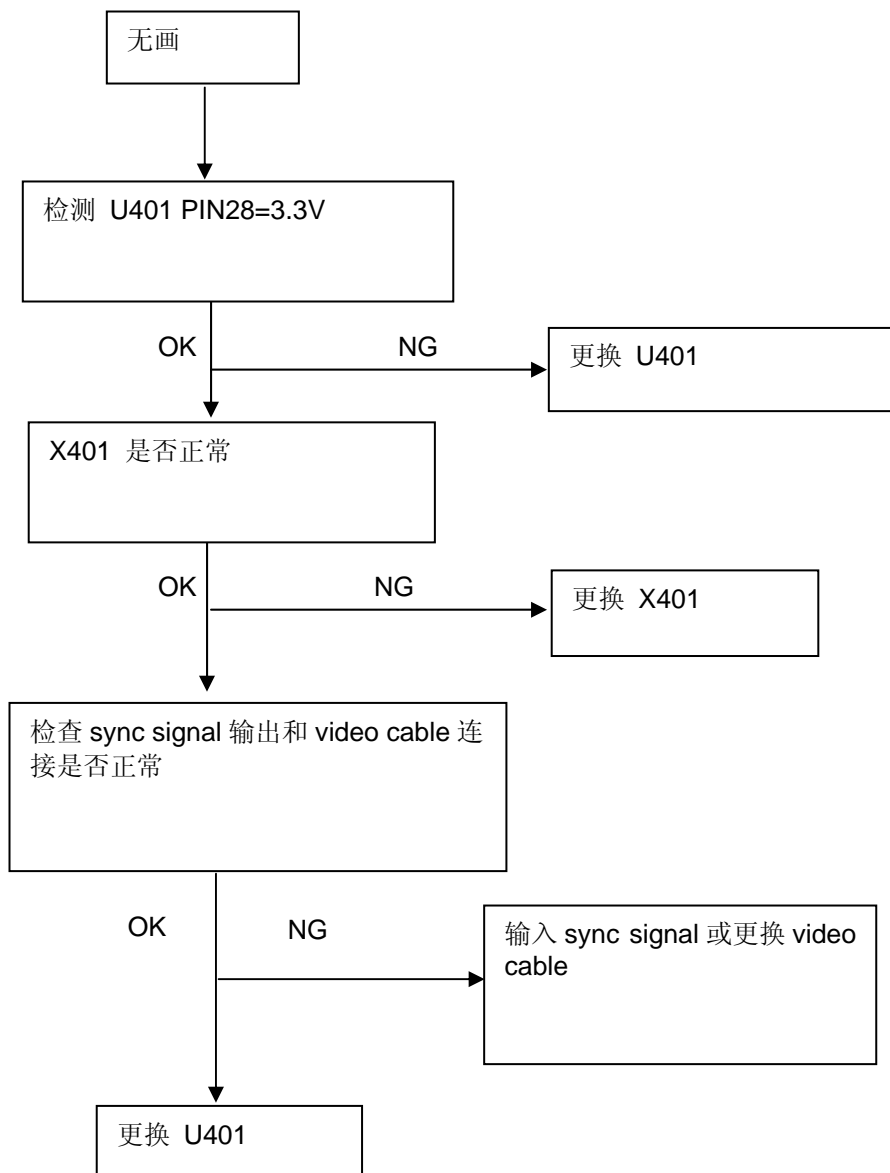 无画
检测 U401 PIN28=3.3V
OK
NG
更换 U401
X401 是否正常
OK
NG
更换 X401
检查 sync signal 输出和 video cable 连
接是否正常
OK
NG
输入 sync signal 或更换 video
cable
更换 U401